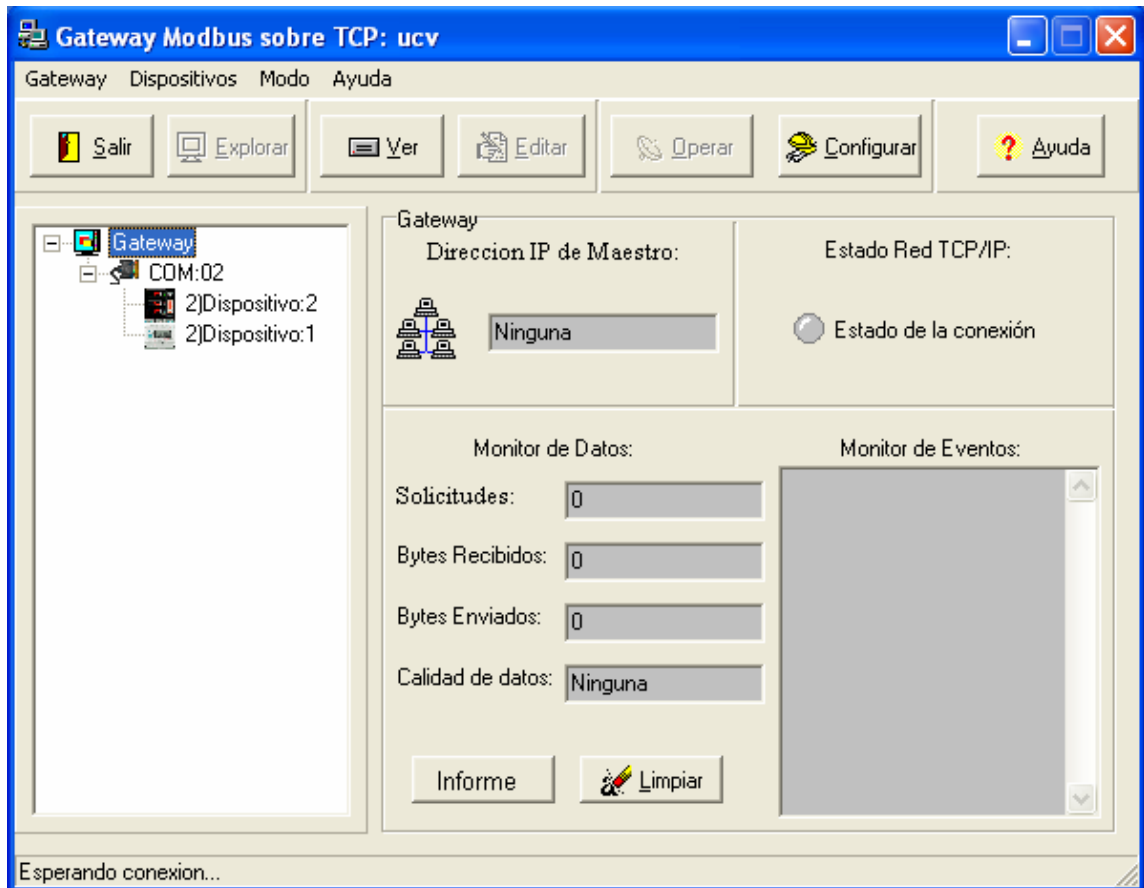 Gateway Modbus sobre TCP: ucv
Gateway Dispositivos Modo Ayuda
Salir Explorar Ver Editar Operar Configurar ? Ayuda
Gateway
COM:02
2)Dispositivo:2
2)Dispositivo:1
Gateway
Direccion IP de Maestro:
Ninguna
Estado Red TCP/IP:
Estado de la conexión
Monitor de Datos:
Solicitudes: 0
Bytes Recibidos: 0
Bytes Enviados: 0
Calidad de datos: Ninguna
Informe Limpiar
Monitor de Eventos:
Esperando conexion...